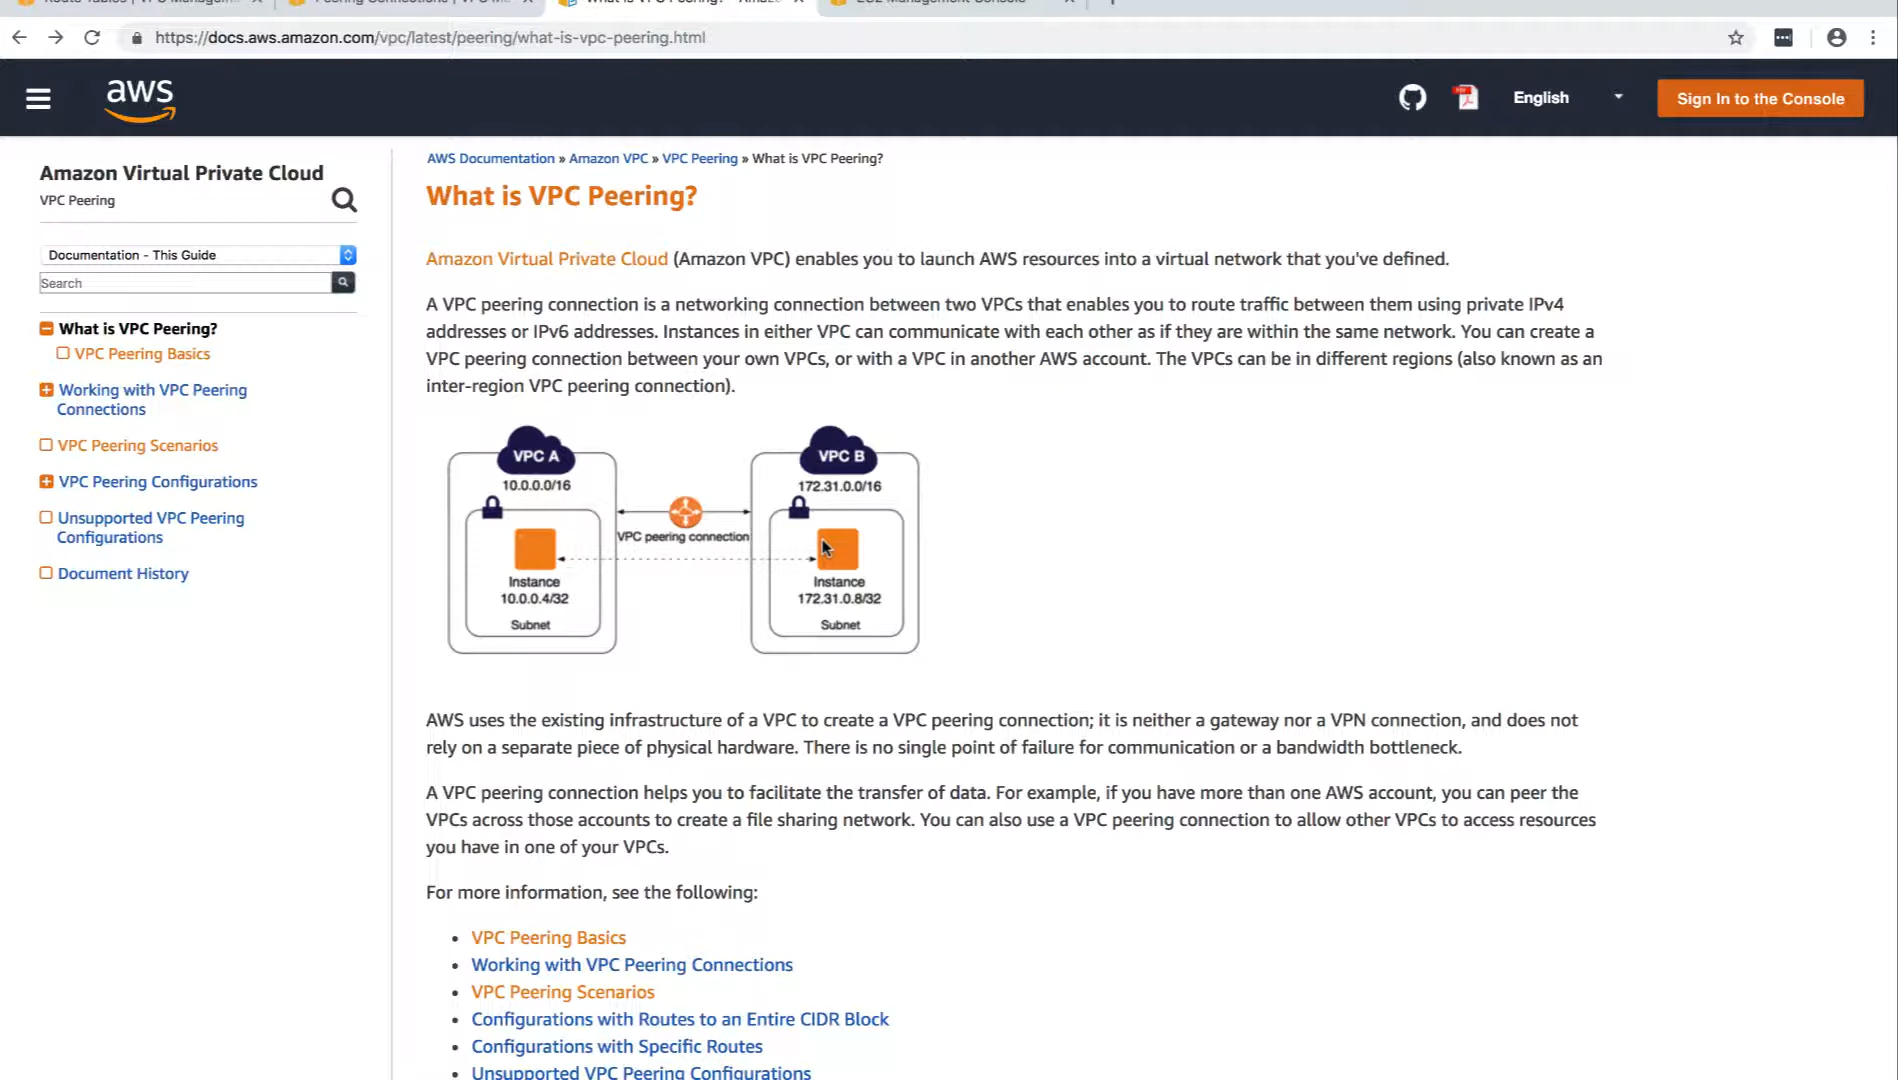 https://docs.aws.amazon.com/vpc/latest/peering/what-is-vpc-peering.html
aws
English
Sign In to the Console
Amazon Virtual Private Cloud
VPC Peering
Documentation - This Guide
Search
What is VPC Peering?
VPC Peering Basics
Working with VPC Peering
Connections
VPC Peering Scenarios
VPC Peering Configurations
Unsupported VPC Peering
Configurations
Document History
AWS Documentation » Amazon VPC » VPC Peering » What is VPC Peering?
What is VPC Peering?
Amazon Virtual Private Cloud (Amazon VPC) enables you to launch AWS resources into a virtual network that you've defined.
A VPC peering connection is a networking connection between two VPCs that enables you to route traffic between them using private IPv4
addresses or IPv6 addresses. Instances in either VPC can communicate with each other as if they are within the same network. You can create a
VPC peering connection between your own VPCs, or with a VPC in another AWS account. The VPCs can be in different regions (also known as an
inter-region VPC peering connection).
VPC A
10.0.0.0/16
Instance
10.0.0.4/32
Subnet
VPC peering connection
VPC B
172.31.0.0/16
Instance
172.31.0.8/32
Subnet
AWS uses the existing infrastructure of a VPC to create a VPC peering connection; it is neither a gateway nor a VPN connection, and does not
rely on a separate piece of physical hardware. There is no single point of failure for communication or a bandwidth bottleneck.
A VPC peering connection helps you to facilitate the transfer of data. For example, if you have more than one AWS account, you can peer the
VPCs across those accounts to create a file sharing network. You can also use a VPC peering connection to allow other VPCs to access resources
you have in one of your VPCs.
For more information, see the following:
• VPC Peering Basics
• Working with VPC Peering Connections
• VPC Peering Scenarios
• Configurations with Routes to an Entire CIDR Block
• Configurations with Specific Routes
• Unsupported VPC Peering Configurations